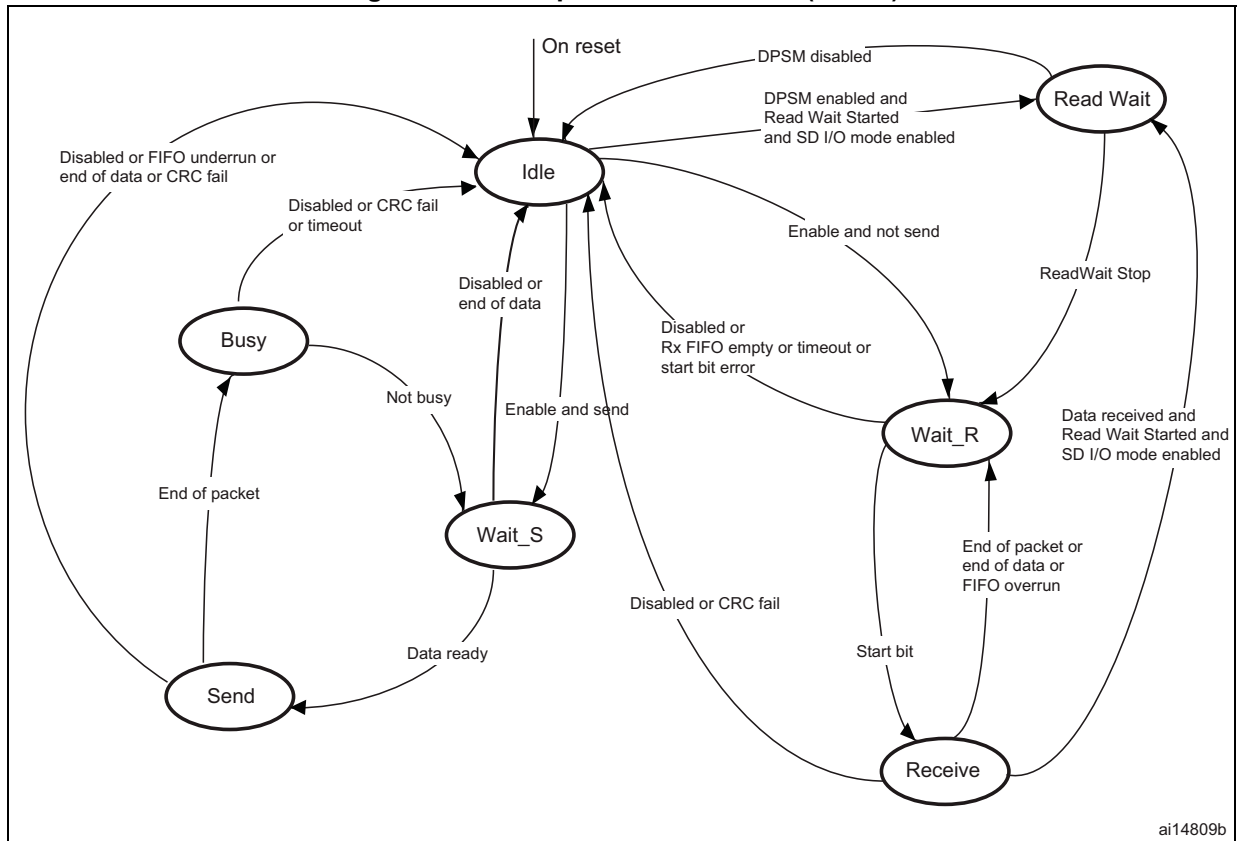 On reset
DPSM disabled
Read Wait
DPSM enabled and
Read Wait Started
and SD I/O mode enabled
Disabled or FIFO underrun or
end of data or CRC fail
Idle
Disabled or CRC fail
or timeout
Enable and not send
ReadWait Stop
Disabled or
end of data
Disabled or
Rx FIFO empty or timeout or
start bit error
Busy
Not busy
Enable and send
Data received and
Read Wait Started and
SD I/O mode enabled
Wait_R
End of packet
Wait_S
End of packet or
end of data or
FIFO overrun
Disabled or CRC fail
Data ready
Start bit
Send
Receive
ai14809b